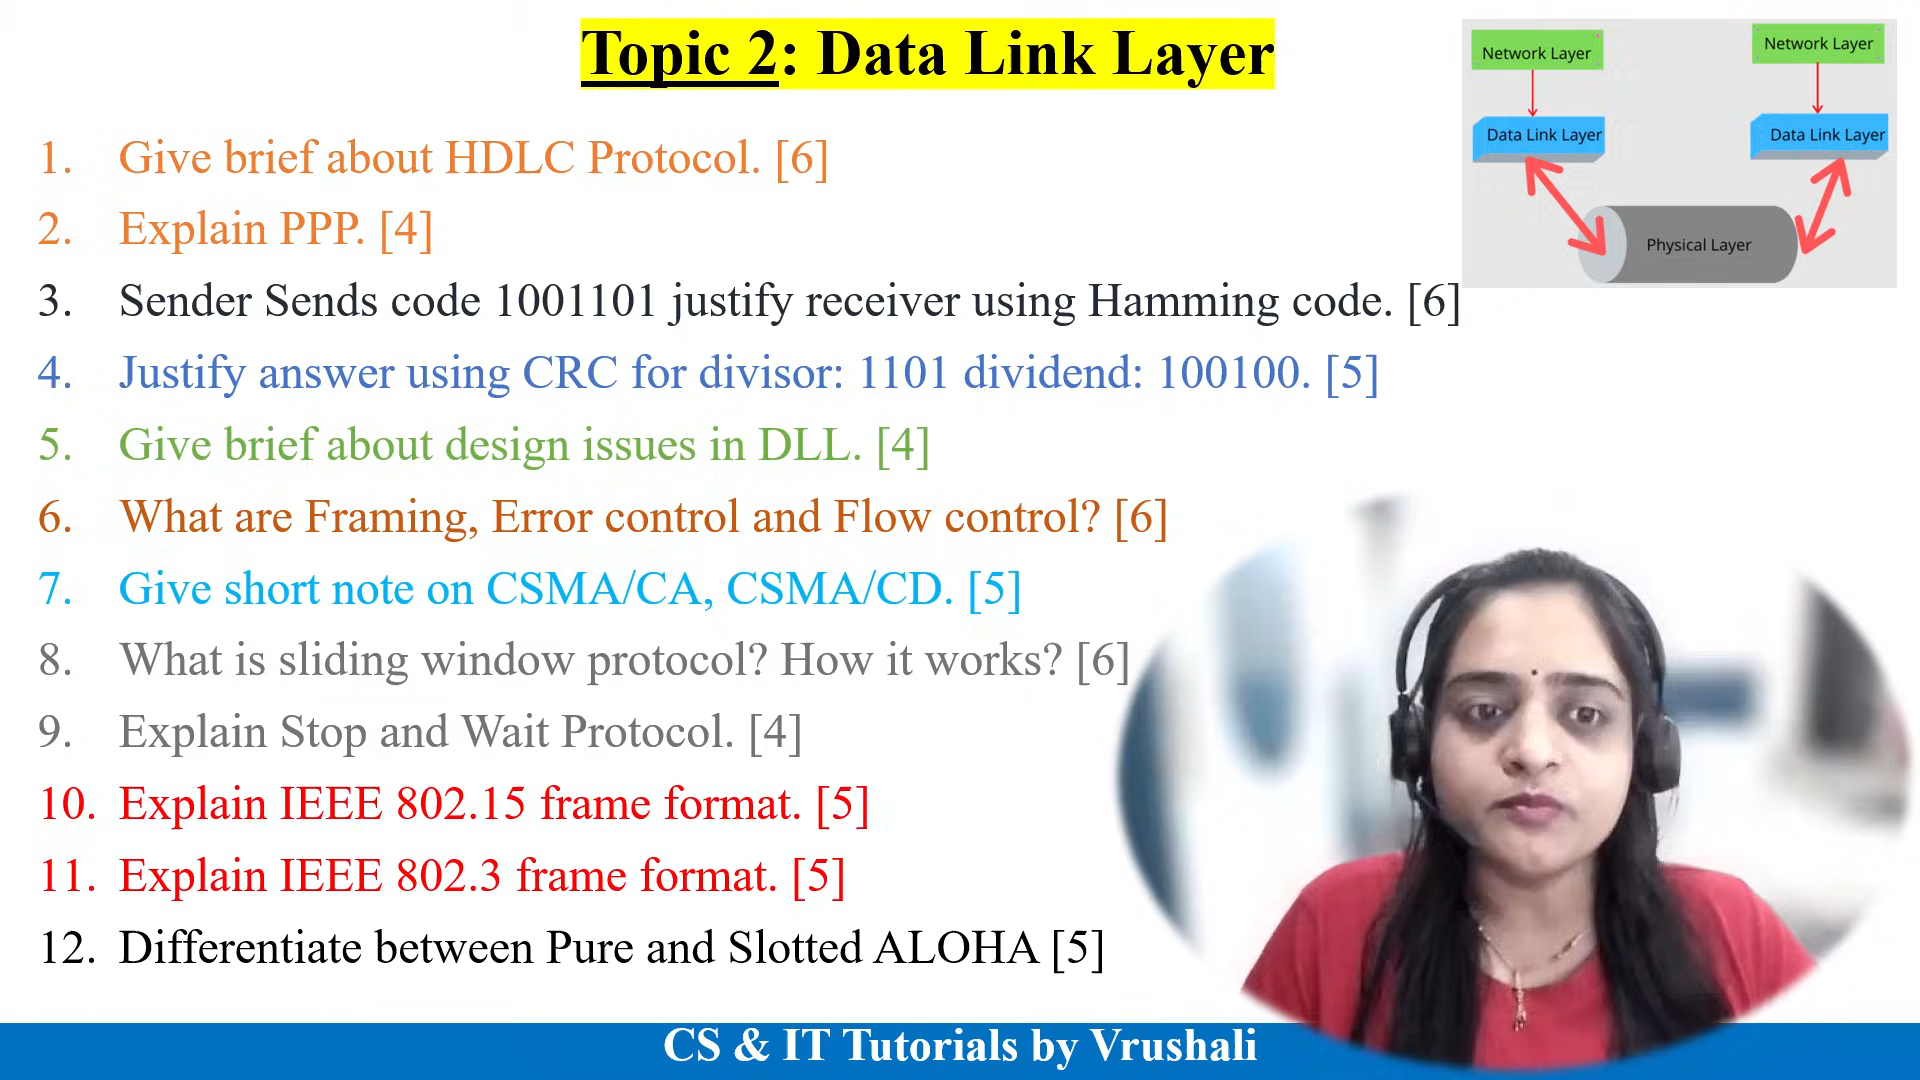 Topic 2: Data Link Layer
Network Layer
Network Layer
Data Link Layer
Data Link Layer
Physical Layer
1. Give brief about HDLC Protocol. [6]
2. Explain PPP. [4]
3. Sender Sends code 1001101 justify receiver using Hamming code. [6]
4. Justify answer using CRC for divisor: 1101 dividend: 100100. [5]
5. Give brief about design issues in DLL. [4]
6. What are Framing, Error control and Flow control? [6]
7. Give short note on CSMA/CA, CSMA/CD. [5]
8. What is sliding window protocol? How it works? [6]
9. Explain Stop and Wait Protocol. [4]
10. Explain IEEE 802.15 frame format. [5]
11. Explain IEEE 802.3 frame format. [5]
12. Differentiate between Pure and Slotted ALOHA [5]
CS & IT Tutorials by Vrushali